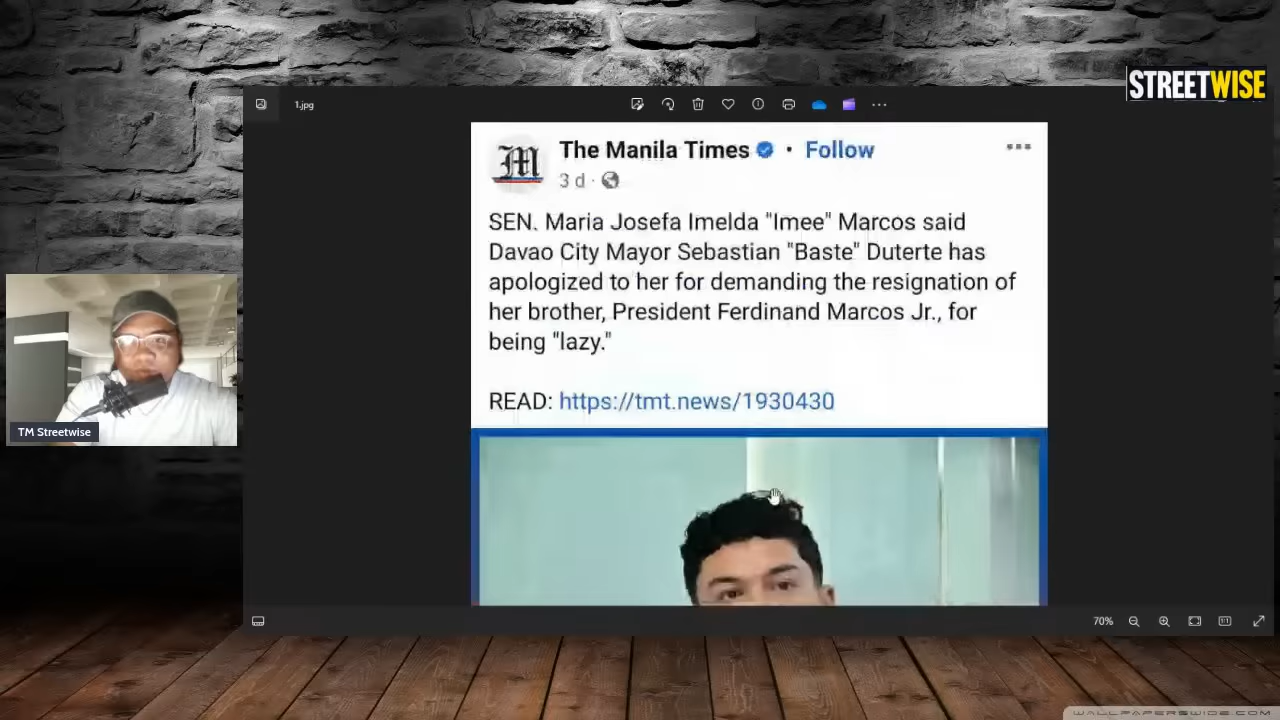 STREETWISE
1.jpg
The Manila Times · Follow
3 d ·
SEN. Maria Josefa Imelda "Imee" Marcos said
Davao City Mayor Sebastian "Baste" Duterte has
apologized to her for demanding the resignation of
her brother, President Ferdinand Marcos Jr., for
being "lazy."
READ: https://tmt.news/1930430
TM Streetwise
70%
WALLPAPERSWIDE.COM